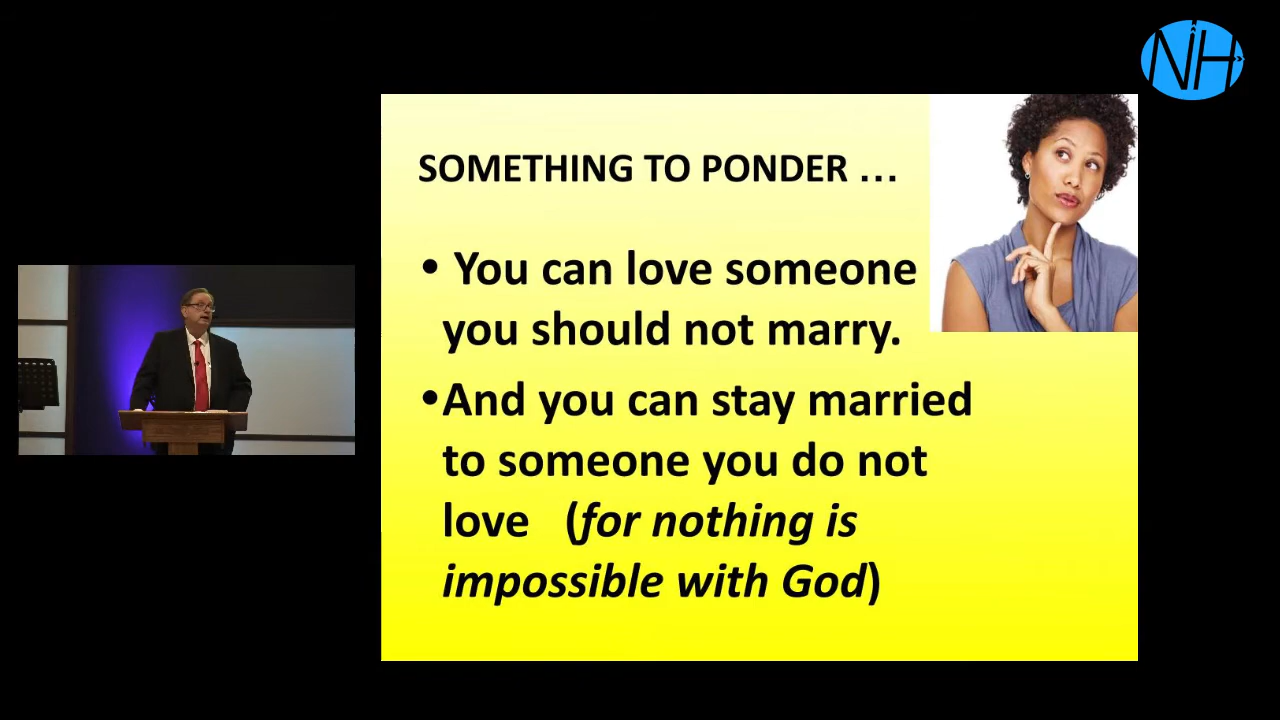 NH
SOMETHING TO PONDER …
• You can love someone
you should not marry.
•And you can stay married
to someone you do not
love (for nothing is
impossible with God)